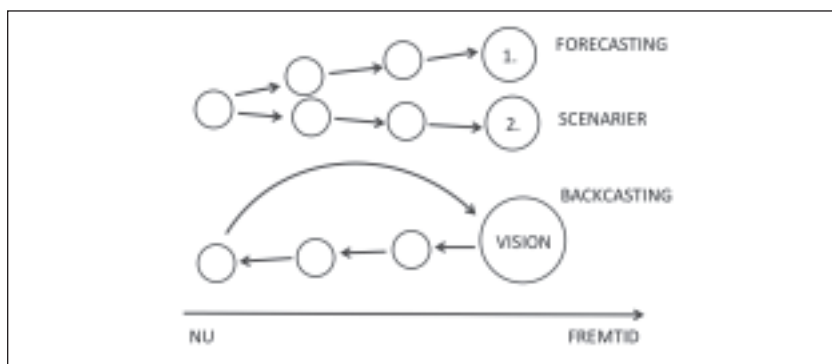 1.
FORECASTING
2.
SCENARIER
BACKCASTING
VISION
NU
FREMTID